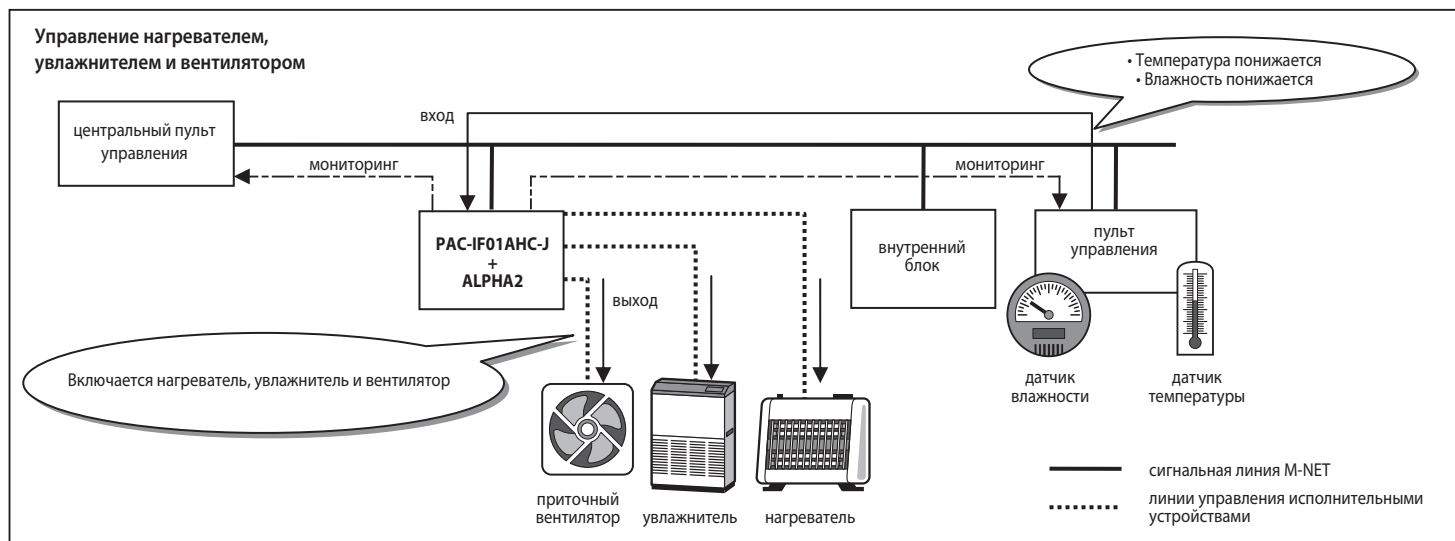 Управление нагревателем,
увлажнителем и вентилятором
• Температура понижается
• Влажность понижается
вход
центральный пульт
управления
мониторинг
мониторинг
PAC-IF01AHC-J
+
ALPHA2
внутренний
блок
пульт
управления
выход
Включается нагреватель, увлажнитель и вентилятор
датчик
влажности
датчик
температуры
приточный
вентилятор
увлажнитель
нагреватель
сигнальная линия M-NET
линии управления исполнительными
устройствами